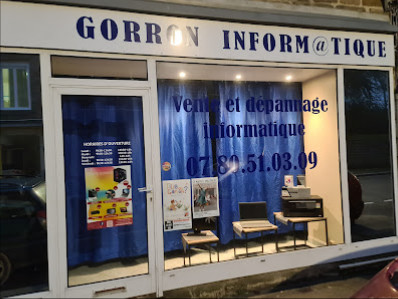 GORRON INFORM@TIQUE
Vente et dépannage
informatique
07.80.51.03.09
HORAIRES D'OUVERTURE